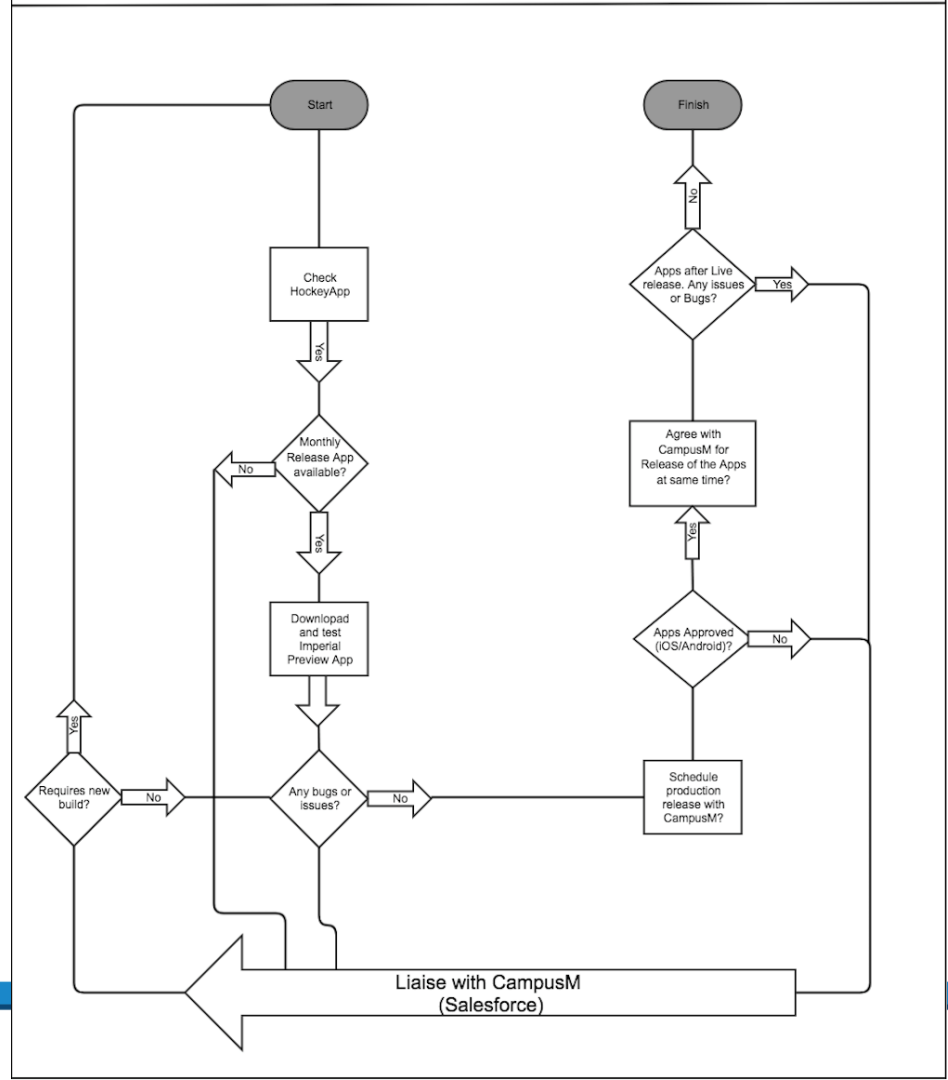 Start
Finish
Check
HockeyApp
Yes
Monthly
Release App
available?
No
Yes
Downlopad
and test
Imperial
Preview App
Any bugs or
issues?
No
Requires new
build?
Yes
No
Schedule
production
release with
CampusM?
Apps Approved
(iOS/Android)?
No
Yes
Agree with
CampusM for
Release of the Apps
at same time?
Apps after Live
release. Any issues
or Bugs?
Yes
No
Liaise with CampusM
(Salesforce)